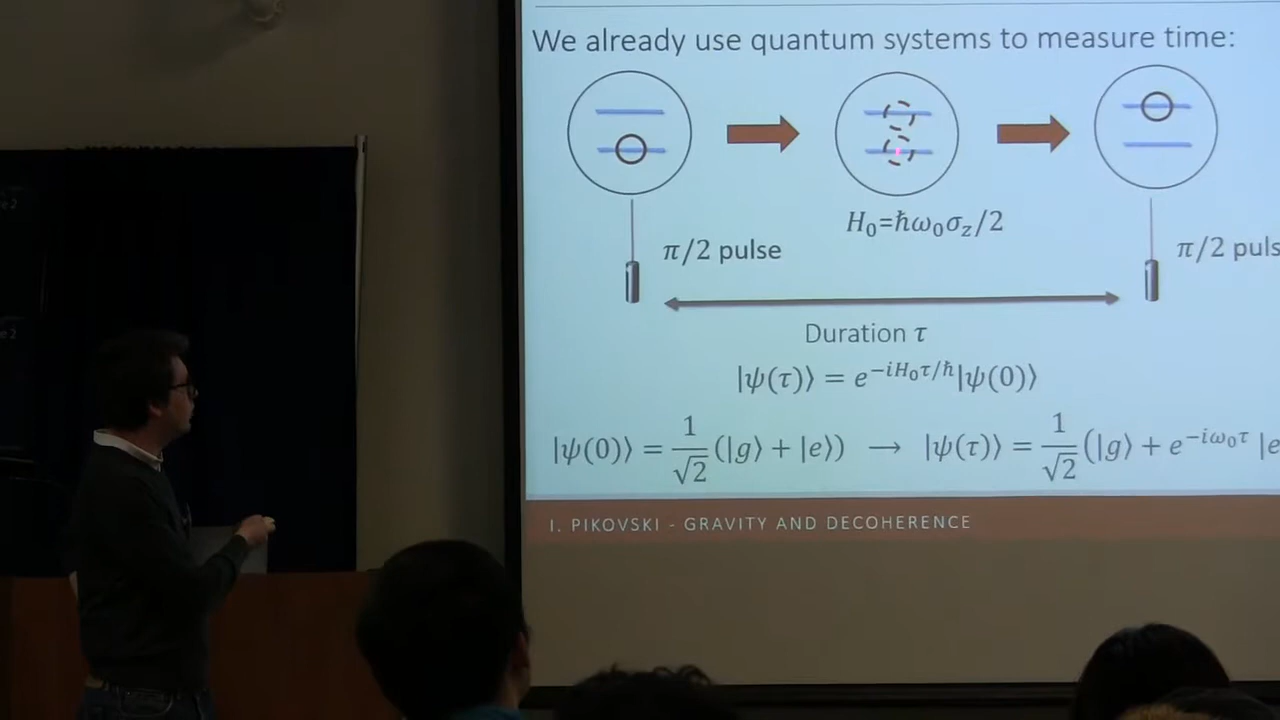 We already use quantum systems to measure time:
H₀=ħω₀σ_z/2
π/2 pulse
π/2 puls
Duration τ
|ψ(τ)⟩ = e^{−iH₀τ/ħ}|ψ(0)⟩
|ψ(0)⟩ = 1/√2 (|g⟩ + |e⟩) → |ψ(τ)⟩ = 1/√2 (|g⟩ + e^{−iω₀τ} |e
I. PIKOVSKI - GRAVITY AND DECOHERENCE